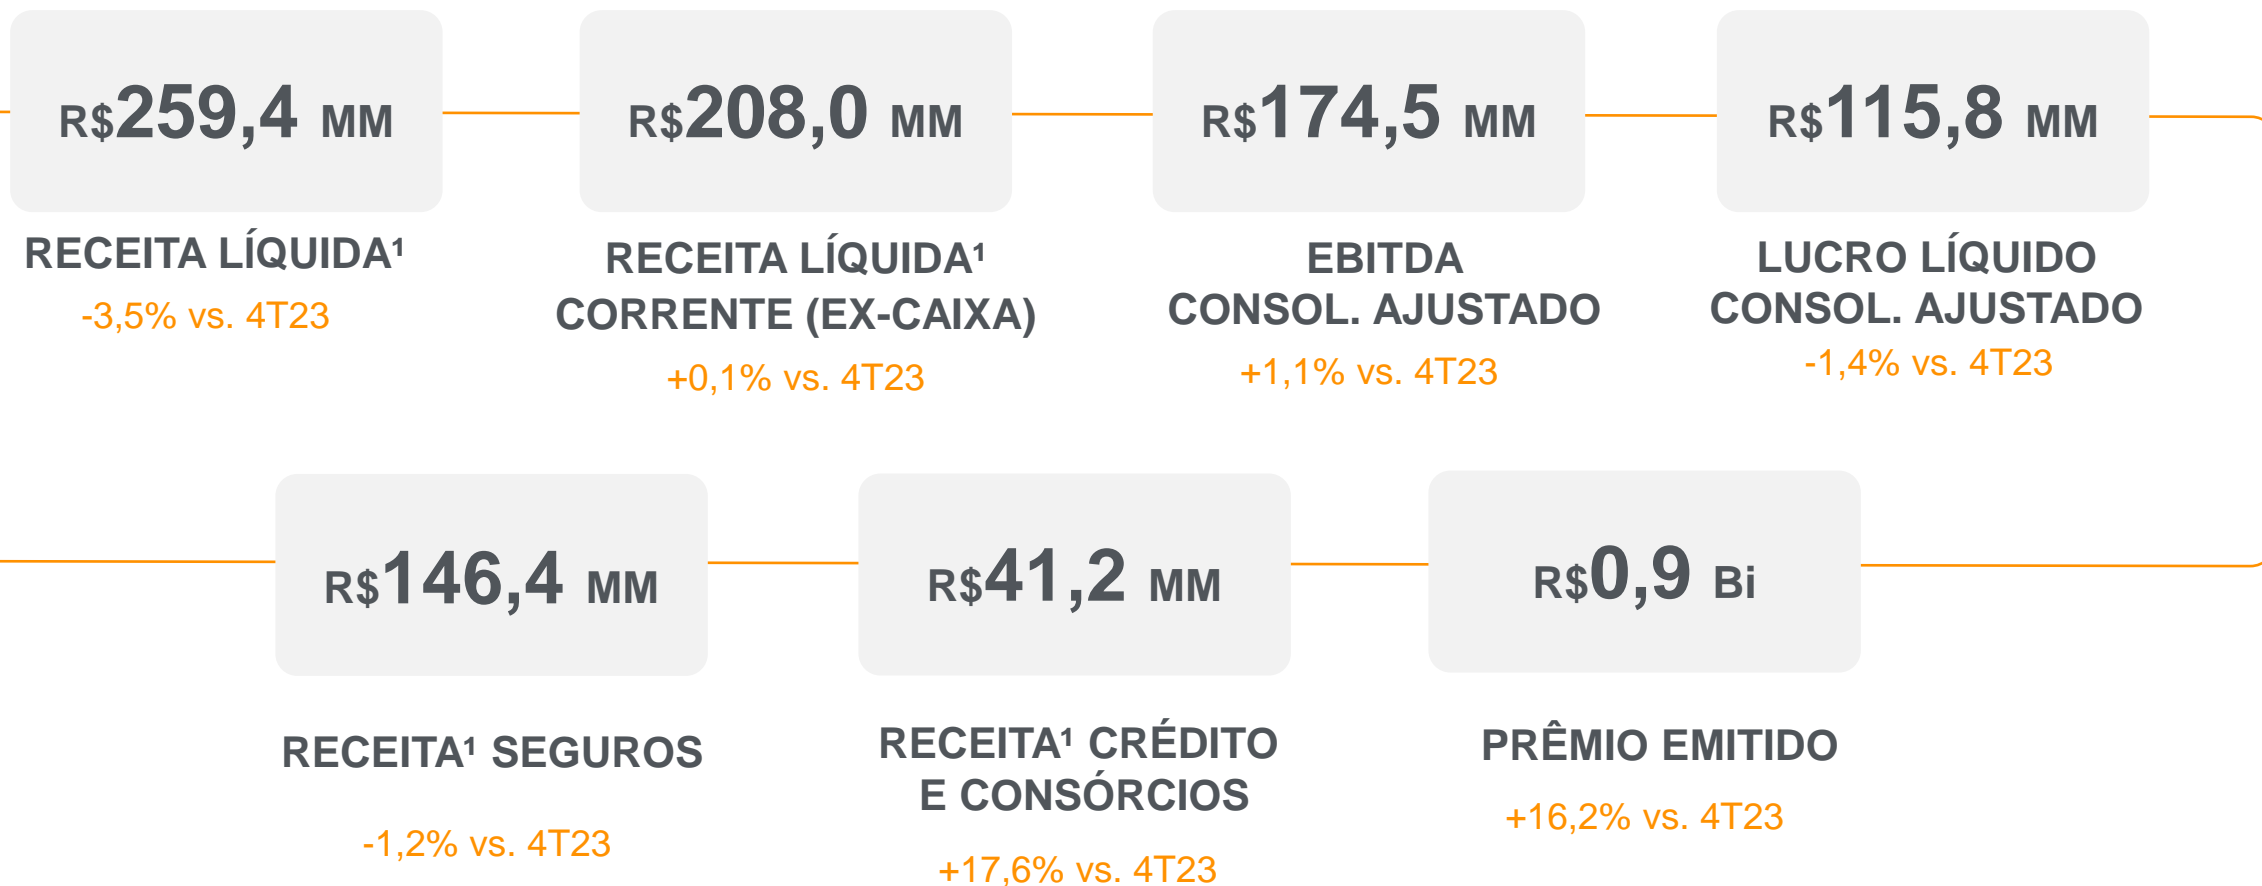 R$259,4 MM
RECEITA LÍQUIDA¹
-3,5% vs. 4T23
R$208,0 MM
RECEITA LÍQUIDA¹
CORRENTE (EX-CAIXA)
+0,1% vs. 4T23
R$174,5 MM
EBITDA
CONSOL. AJUSTADO
+1,1% vs. 4T23
R$115,8 MM
LUCRO LÍQUIDO
CONSOL. AJUSTADO
-1,4% vs. 4T23
R$146,4 MM
RECEITA¹ SEGUROS
-1,2% vs. 4T23
R$41,2 MM
RECEITA¹ CRÉDITO
E CONSÓRCIOS
+17,6% vs. 4T23
R$0,9 Bi
PRÊMIO EMITIDO
+16,2% vs. 4T23